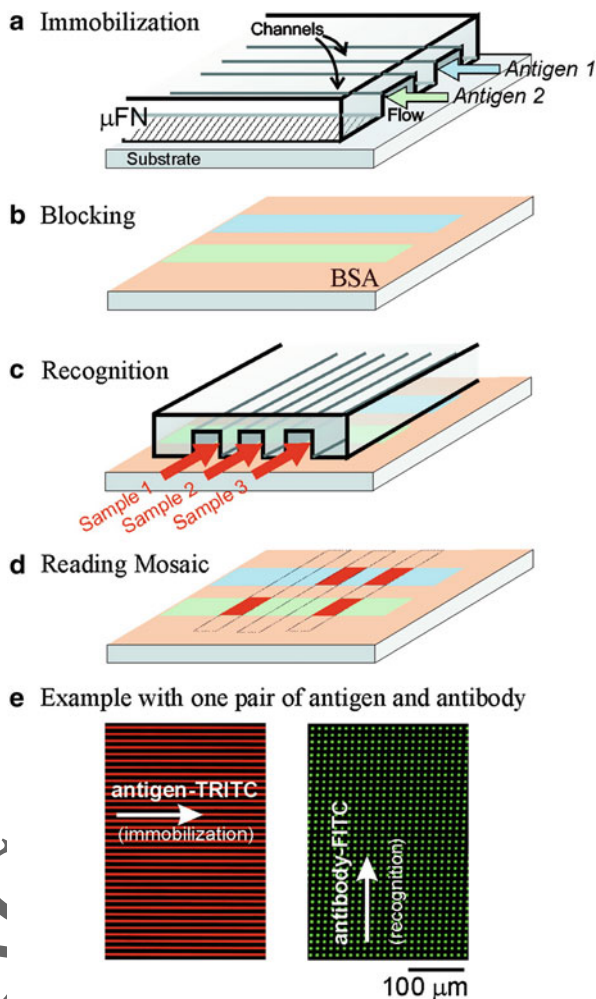 a Immobilization
Channels
Antigen 1
Antigen 2
μFN
Flow
Substrate
b Blocking
BSA
c Recognition
Sample 1
Sample 2
Sample 3
d Reading Mosaic
e Example with one pair of antigen and antibody
antigen-TRITC
(immobilization)
antibody-FITC
(recognition)
100 μm